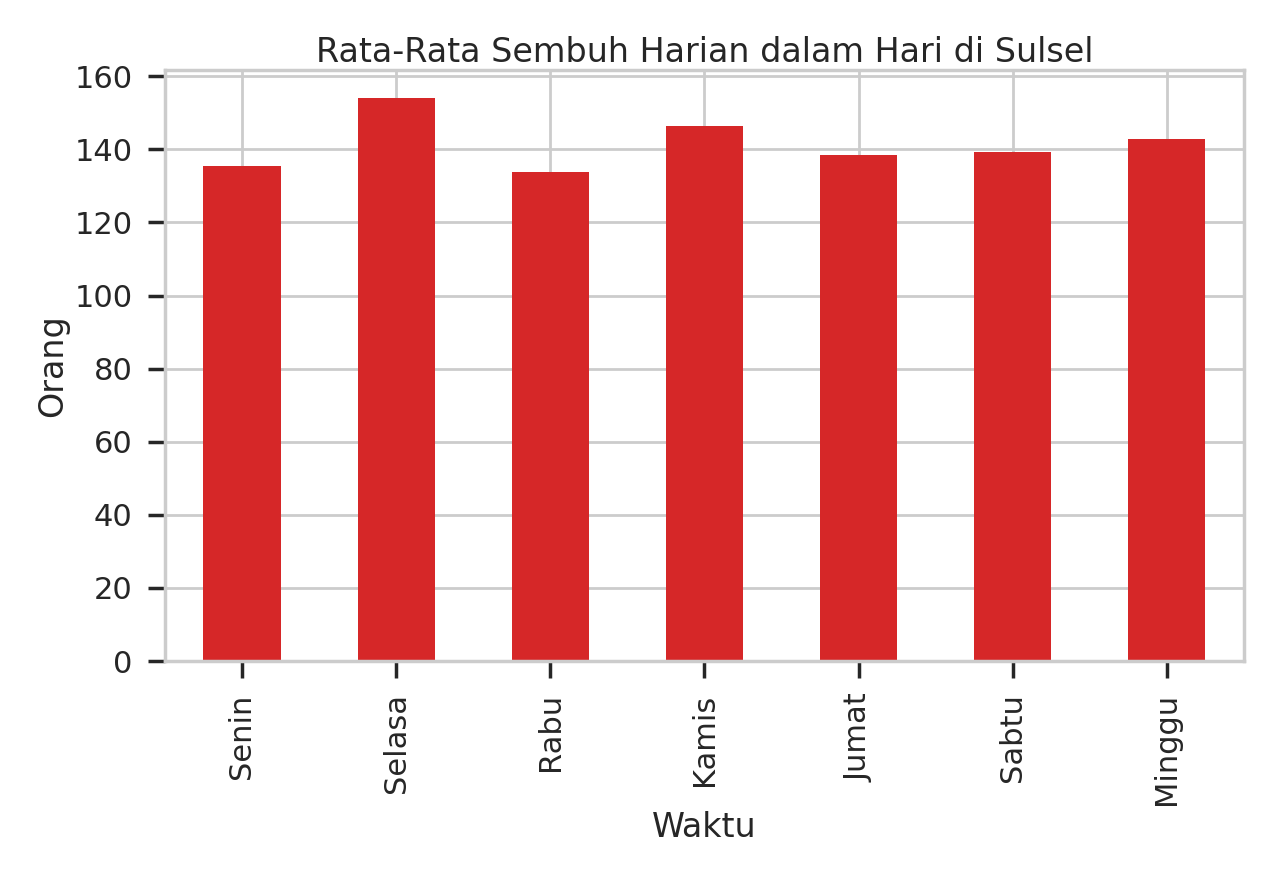 Rata-Rata Sembuh Harian dalam Hari di Sulsel
160
140
120
100
80
60
40
20
0
Orang
Senin
Selasa
Rabu
Kamis
Jumat
Sabtu
Minggu
Waktu